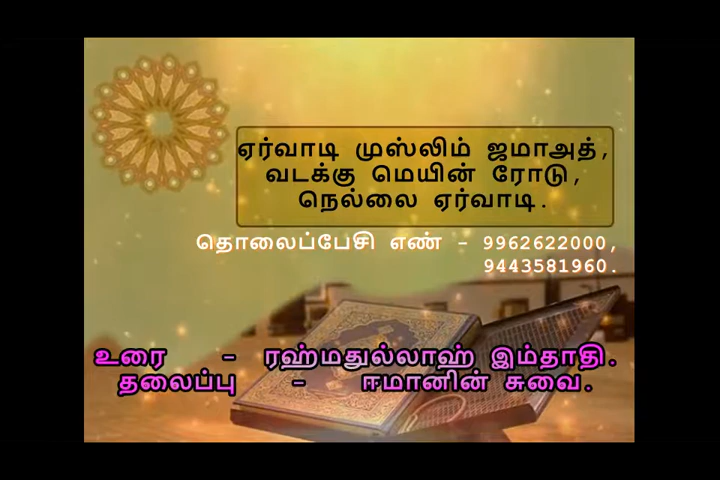 ஏர்வாடி முஸ்லிம் ஜமாஅத்,
வடக்கு மெயின் ரோடு,
நெல்லை ஏர்வாடி.
தொலைப்பேசி எண் - 9962622000,
9443581960.
உரை - ரஹ்மதுல்லாஹ் இம்தாதி.
தலைப்பு - ஈமானின் சுவை.